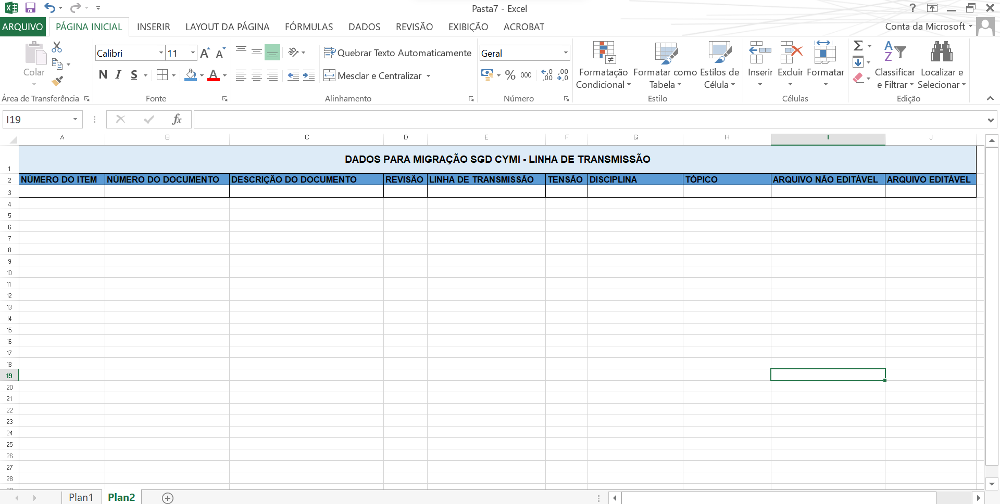 Pasta7 - Excel
?
ARQUIVO PÁGINA INICIAL INSERIR LAYOUT DA PÁGINA FÓRMULAS DADOS REVISÃO EXIBIÇÃO ACROBAT Conta da Microsoft
Colar
Área de Transferência
Calibri 11 A A
N I S A
Fonte
Quebrar Texto Automaticamente
Mesclar e Centralizar
Alinhamento
Geral
% 000 ,0 ,00 ,00 ,0
Número
Formatação Condicional
Formatar como Tabela
Estilos de Célula
Estilo
Inserir Excluir Formatar
Células
Σ
A Z
Classificar e Filtrar
Localizar e Selecionar
Edição
I19 fx
A B C D E F G H I J
1 DADOS PARA MIGRAÇÃO SGD CYMI - LINHA DE TRANSMISSÃO
2 NÚMERO DO ITEM NÚMERO DO DOCUMENTO DESCRIÇÃO DO DOCUMENTO REVISÃO LINHA DE TRANSMISSÃO TENSÃO DISCIPLINA TÓPICO ARQUIVO NÃO EDITÁVEL ARQUIVO EDITÁVEL
3
4
5
6
7
8
9
10
11
12
13
14
15
16
17
18
19
20
21
22
23
24
25
26
27
28
Plan1 Plan2